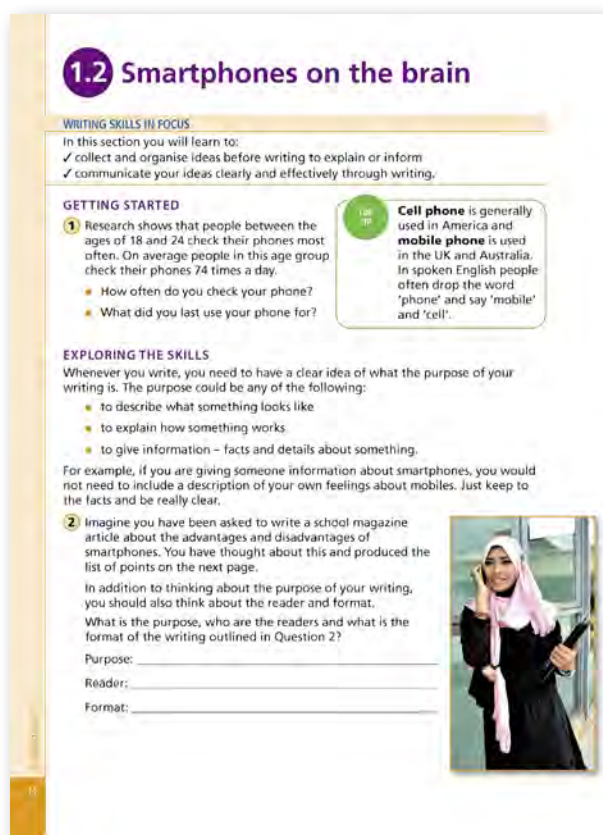 1.2 Smartphones on the brain
WRITING SKILLS IN FOCUS
In this section you will learn to:
✓ collect and organise ideas before writing to explain or inform
✓ communicate your ideas clearly and effectively through writing.
GETTING STARTED
1 Research shows that people between the
ages of 18 and 24 check their phones most
often. On average people in this age group
check their phones 74 times a day.
• How often do you check your phone?
• What did you last use your phone for?
Cell phone is generally
used in America and
mobile phone is used
in the UK and Australia.
In spoken English people
often drop the word
'phone' and say 'mobile'
and 'cell'.
EXPLORING THE SKILLS
Whenever you write, you need to have a clear idea of what the purpose of your
writing is. The purpose could be any of the following:
• to describe what something looks like
• to explain how something works
• to give information – facts and details about something.
For example, if you are giving someone information about smartphones, you would
not need to include a description of your own feelings about mobiles. Just keep to
the facts and be really clear.
2 Imagine you have been asked to write a school magazine
article about the advantages and disadvantages of
smartphones. You have thought about this and produced the
list of points on the next page.
In addition to thinking about the purpose of your writing,
you should also think about the reader and format.
What is the purpose, who are the readers and what is the
format of the writing outlined in Question 2?
Purpose:
Reader:
Format: